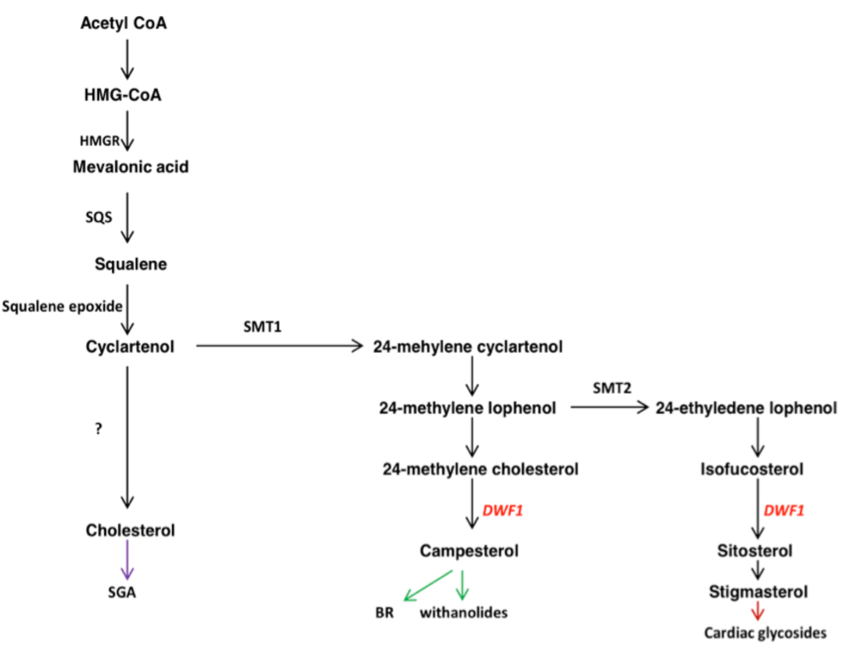 Acetyl CoA
HMG-CoA
HMGR
Mevalonic acid
SQS
Squalene
Squalene epoxide
Cyclartenol
SMT1
24-mehylene cyclartenol
24-methylene lophenol
SMT2
24-ethyledene lophenol
?
24-methylene cholesterol
Isofucosterol
DWF1
DWF1
Cholesterol
Campesterol
Sitosterol
SGA
Stigmasterol
BR
withanolides
Cardiac glycosides